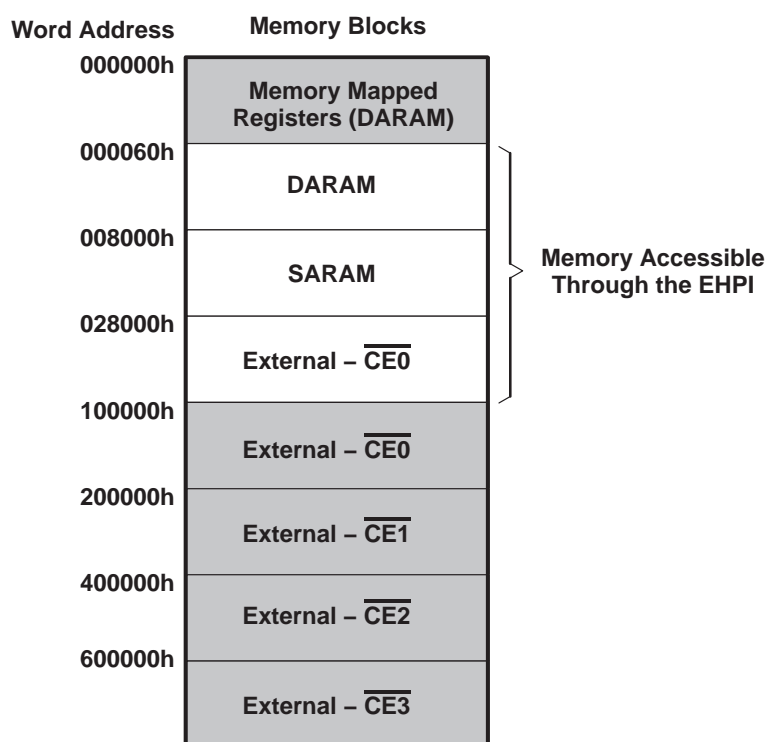 Word Address
Memory Blocks
000000h
Memory Mapped
Registers (DARAM)
000060h
DARAM
008000h
SARAM
Memory Accessible
Through the EHPI
028000h
External – CE0
100000h
External – CE0
200000h
External – CE1
400000h
External – CE2
600000h
External – CE3